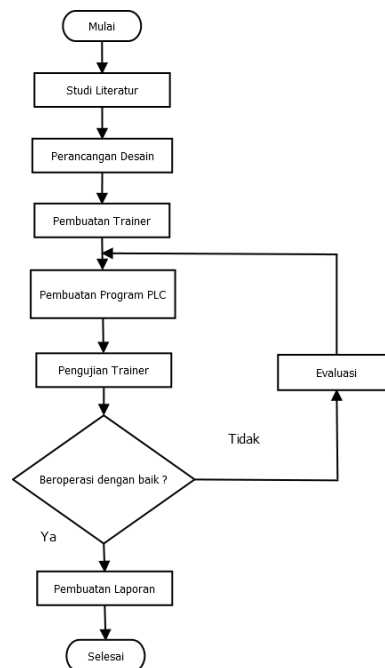 Mulai
Studi Literatur
Perancangan Desain
Pembuatan Trainer
Pembuatan Program PLC
Pengujian Trainer
Evaluasi
Tidak
Beroperasi dengan baik ?
Ya
Pembuatan Laporan
Selesai